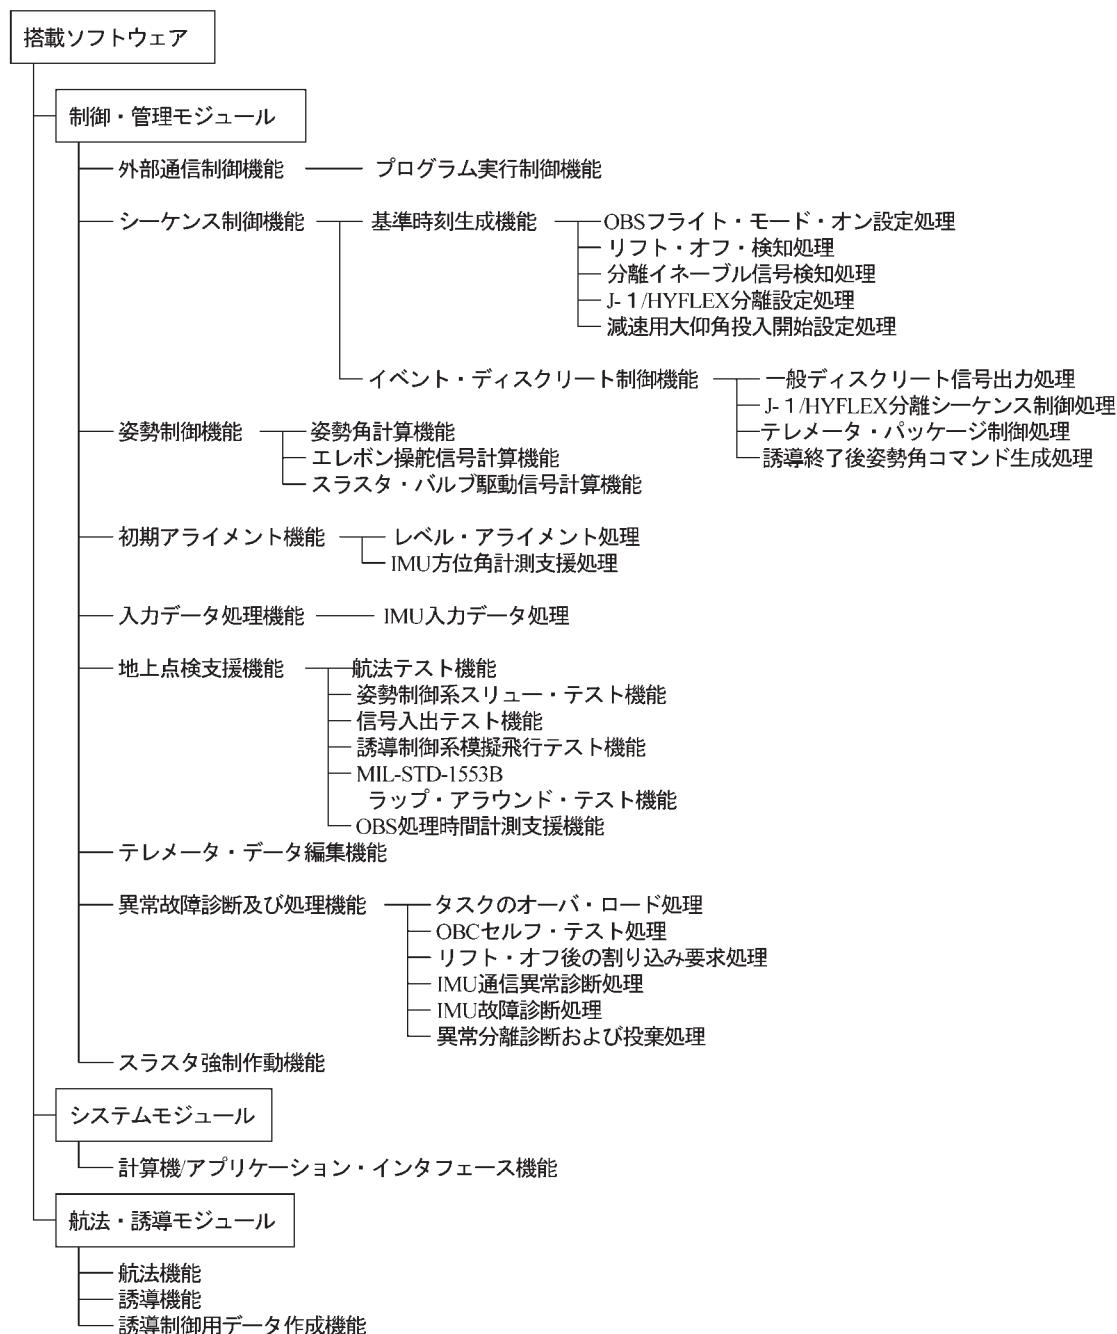 搭載ソフトウェア
制御・管理モジュール
外部通信制御機能
プログラム実行制御機能
シーケンス制御機能
基準時刻生成機能
OBSフライト・モード・オン設定処理
リフト・オフ・検知処理
分離イネーブル信号検知処理
J-１/HYFLEX分離設定処理
減速用大仰角投入開始設定処理
イベント・ディスクリート制御機能
一般ディスクリート信号出力処理
J-１/HYFLEX分離シーケンス制御処理
テレメータ・パッケージ制御処理
誘導終了後姿勢角コマンド生成処理
姿勢制御機能
姿勢角計算機能
エレボン操舵信号計算機能
スラスタ・バルブ駆動信号計算機能
初期アライメント機能
レベル・アライメント処理
IMU方位角計測支援処理
入力データ処理機能
IMU入力データ処理
地上点検支援機能
航法テスト機能
姿勢制御系スリュー・テスト機能
信号入出テスト機能
誘導制御系模擬飛行テスト機能
MIL-STD-1553B
ラップ・アラウンド・テスト機能
OBS処理時間計測支援機能
テレメータ・データ編集機能
異常故障診断及び処理機能
タスクのオーバ・ロード処理
OBCセルフ・テスト処理
リフト・オフ後の割り込み要求処理
IMU通信異常診断処理
IMU故障診断処理
異常分離診断および投棄処理
スラスタ強制作動機能
システムモジュール
計算機/アプリケーション・インタフェース機能
航法・誘導モジュール
航法機能
誘導機能
誘導制御用データ作成機能